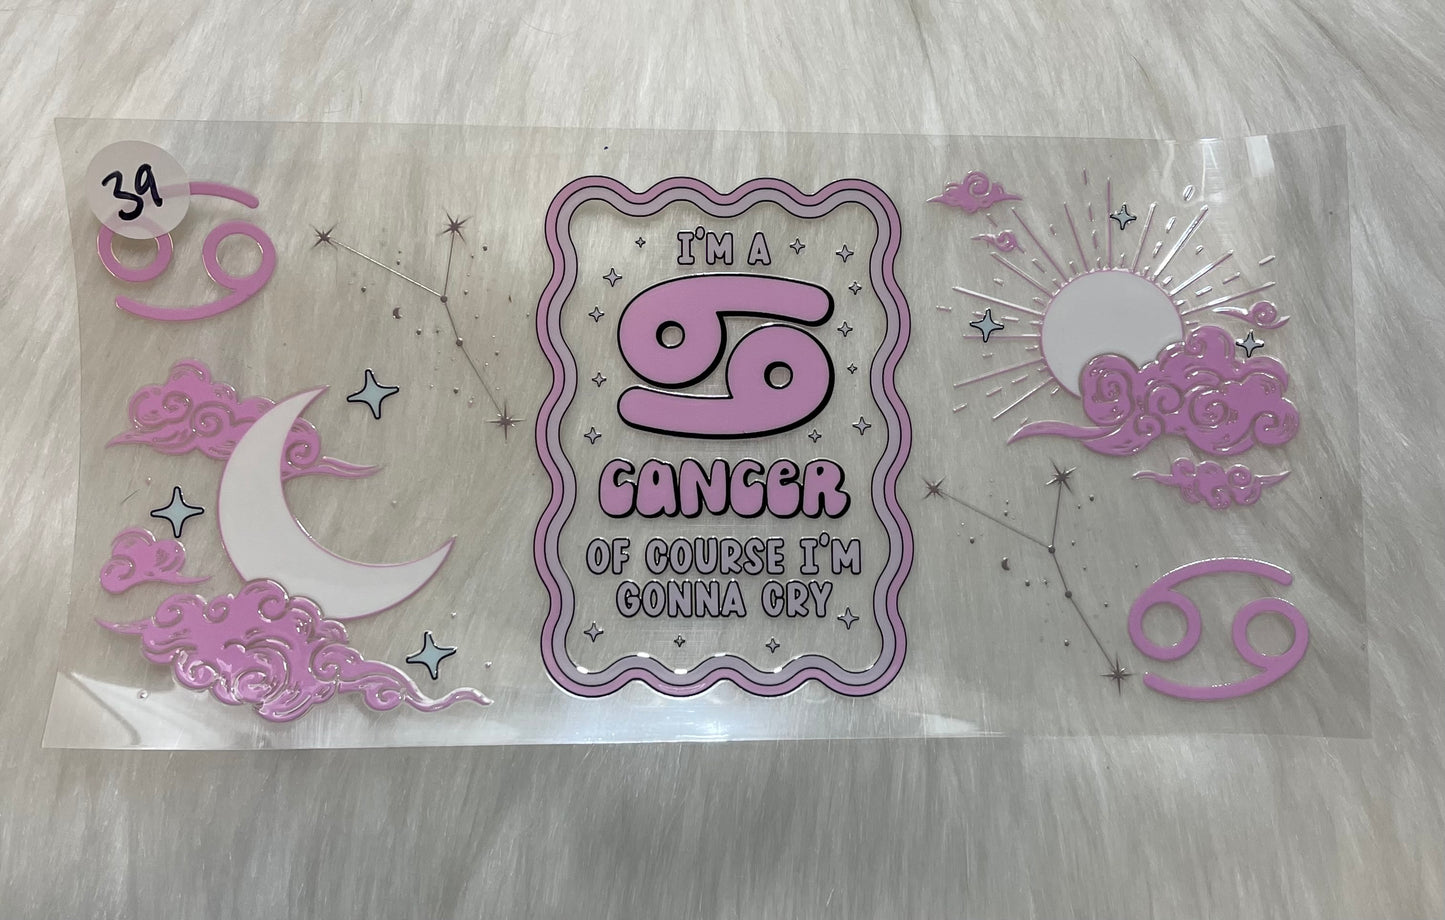 39
I'M A
CANCER
OF COURSE I'M
GONNA CRY